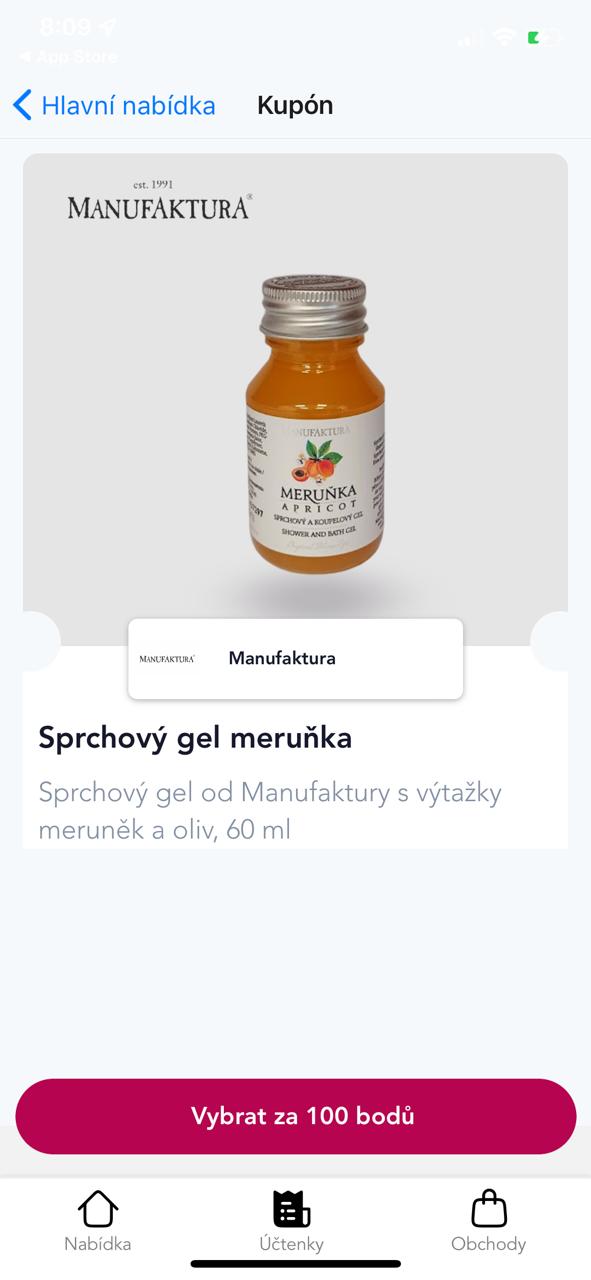 8:09
App Store
Hlavní nabídka
Kupón
est. 1991
MANUFAKTURA®
MANUFAKTURA
MERUŇKA
APRICOT
SPRCHOVÝ A KOUPELOVÝ GEL
SHOWER AND BATH GEL
MANUFAKTURA
Manufaktura
Sprchový gel meruňka
Sprchový gel od Manufaktury s výtažky
meruněk a oliv, 60 ml
Vybrat za 100 bodů
Nabídka
Účtenky
Obchody